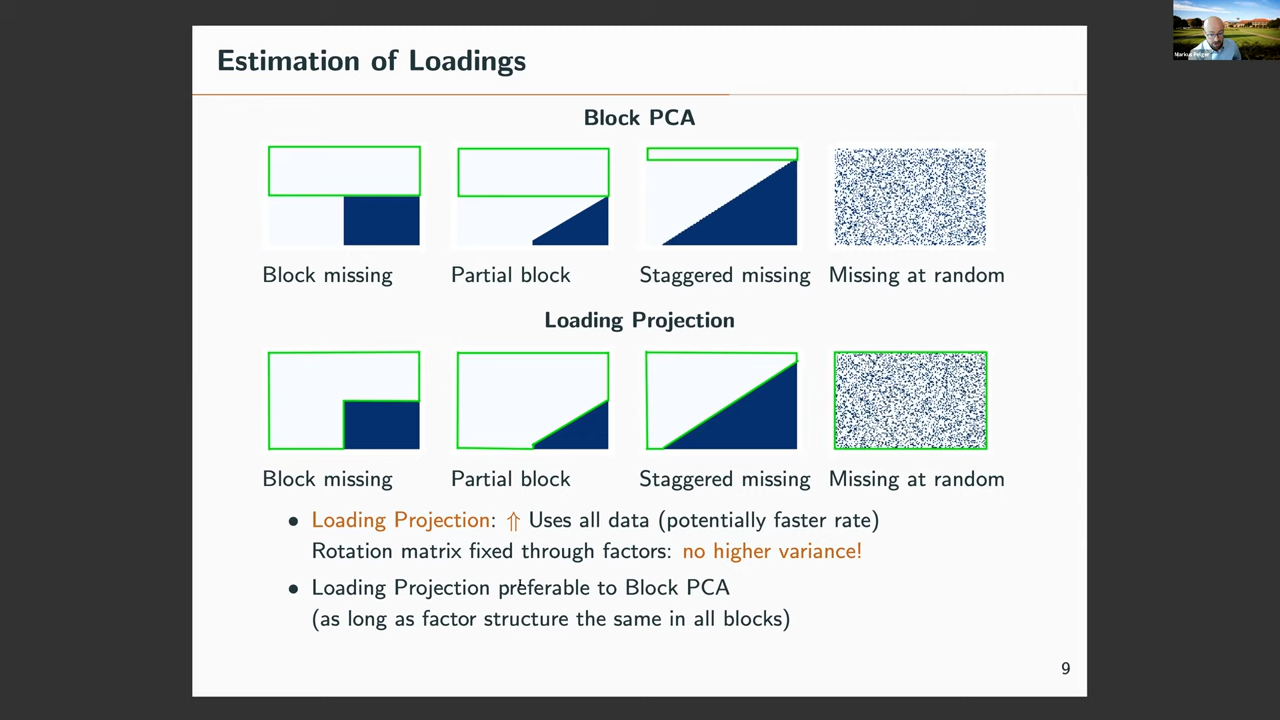 Estimation of Loadings
Block PCA
Block missing
Partial block
Staggered missing
Missing at random
Loading Projection
Block missing
Partial block
Staggered missing
Missing at random
• Loading Projection: ⇑ Uses all data (potentially faster rate)
Rotation matrix fixed through factors: no higher variance!
• Loading Projection preferable to Block PCA
(as long as factor structure the same in all blocks)
9
Markus Pelger